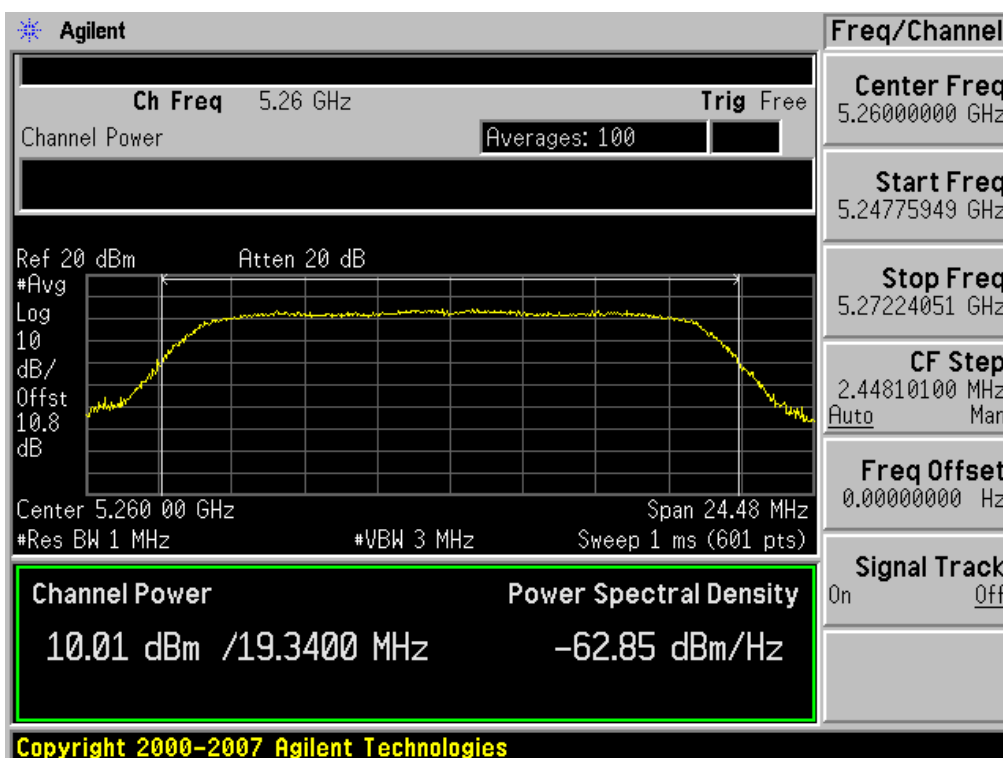 Agilent
Freq/Channel
Ch Freq 5.26 GHz Trig Free
Channel Power Averages: 100
Ref 20 dBm Atten 20 dB
#Avg
Log
10
dB/
Offst
10.8
dB
Center 5.260 00 GHz Span 24.48 MHz
#Res BW 1 MHz #VBW 3 MHz Sweep 1 ms (601 pts)
Channel Power Power Spectral Density
10.01 dBm /19.3400 MHz -62.85 dBm/Hz
Copyright 2000-2007 Agilent Technologies
Center Freq
5.26000000 GHz
Start Freq
5.24775949 GHz
Stop Freq
5.27224051 GHz
CF Step
2.44810100 MHz
Auto Man
Freq Offset
0.00000000 Hz
Signal Track
On Off